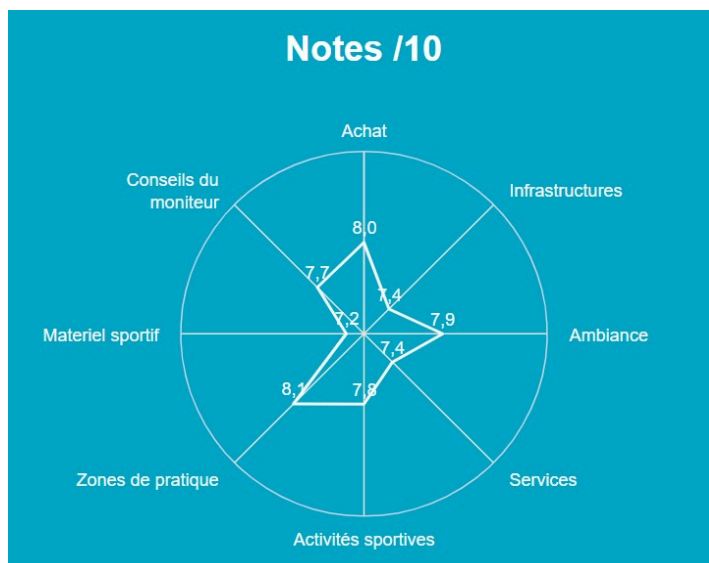 Notes /10
Achat
Conseils du
moniteur
Infrastructures
8,0
7,7
7,4
7,2
7,9
Materiel sportif
Ambiance
7,4
8,1
7,8
Zones de pratique
Services
Activités sportives